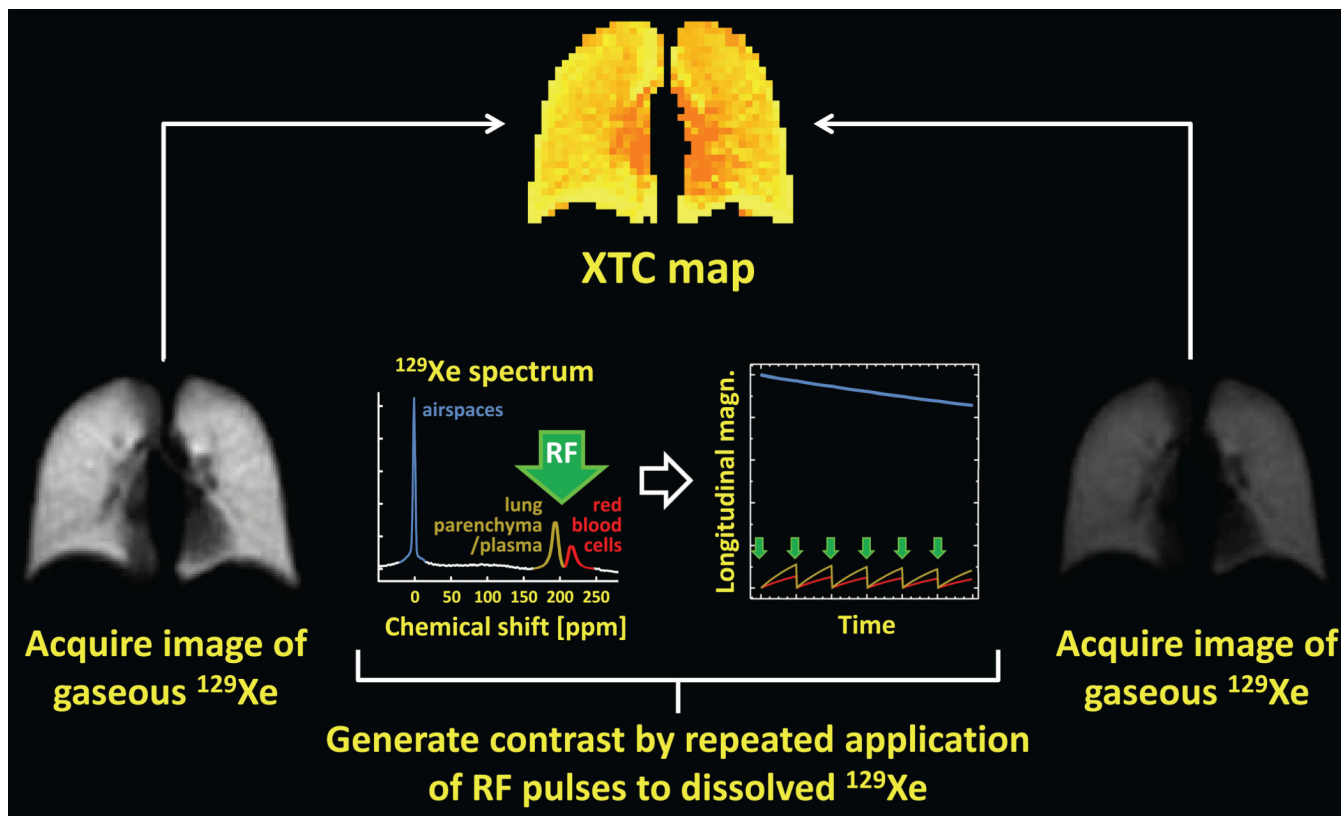 XTC map
¹²⁹Xe spectrum
airspaces
RF
lung
parenchyma
/plasma
red
blood
cells
0 50 100 150 200 250
Chemical shift [ppm]
Longitudinal magn.
Time
Acquire image of
gaseous ¹²⁹Xe
Acquire image of
gaseous ¹²⁹Xe
Generate contrast by repeated application
of RF pulses to dissolved ¹²⁹Xe